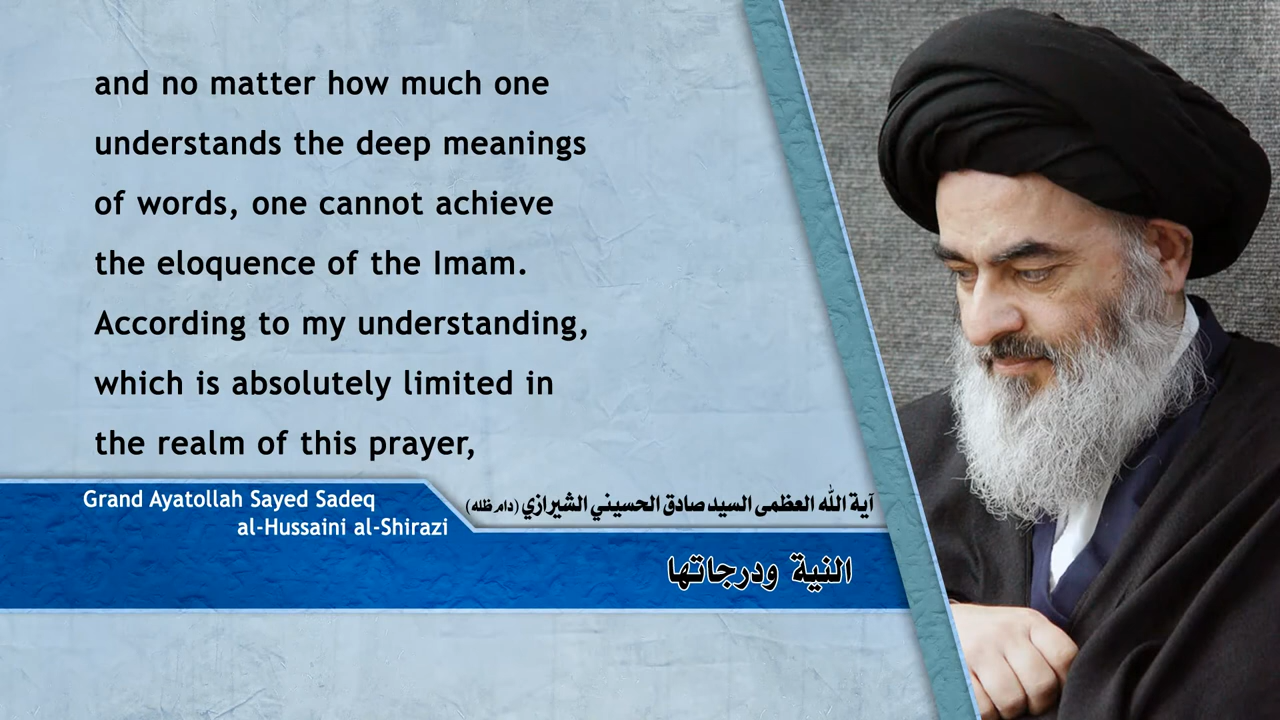 and no matter how much one
understands the deep meanings
of words, one cannot achieve
the eloquence of the Imam.
According to my understanding,
which is absolutely limited in
the realm of this prayer,
Grand Ayatollah Sayed Sadeq
al-Hussaini al-Shirazi
آية الله العظمى السيد صادق الحسيني الشيرازي (دام ظله)
النية ودرجاتها